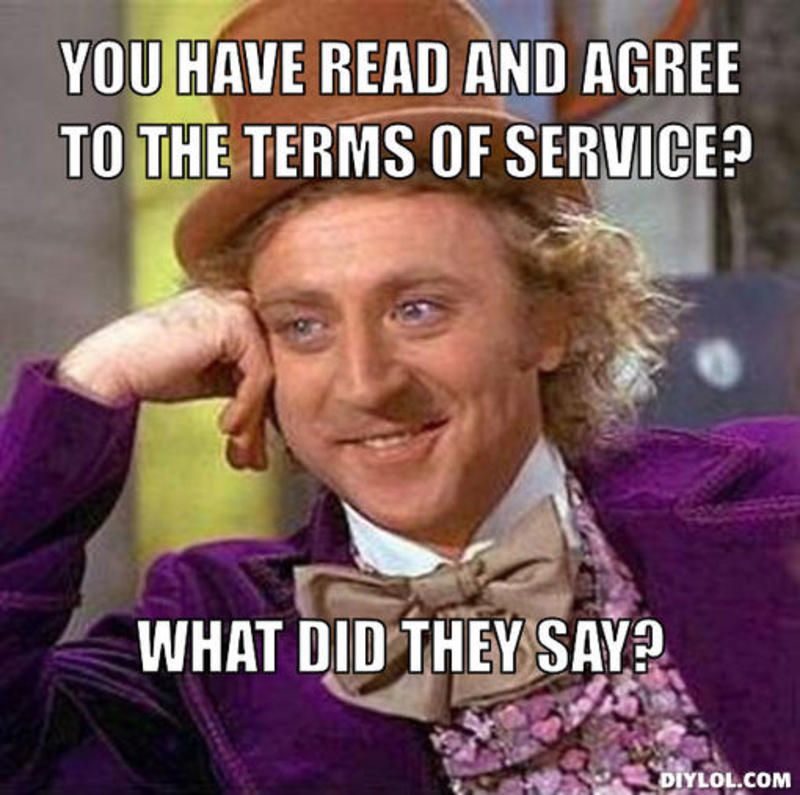 YOU HAVE READ AND AGREE
TO THE TERMS OF SERVICE?
WHAT DID THEY SAY?
DIYLOL.COM